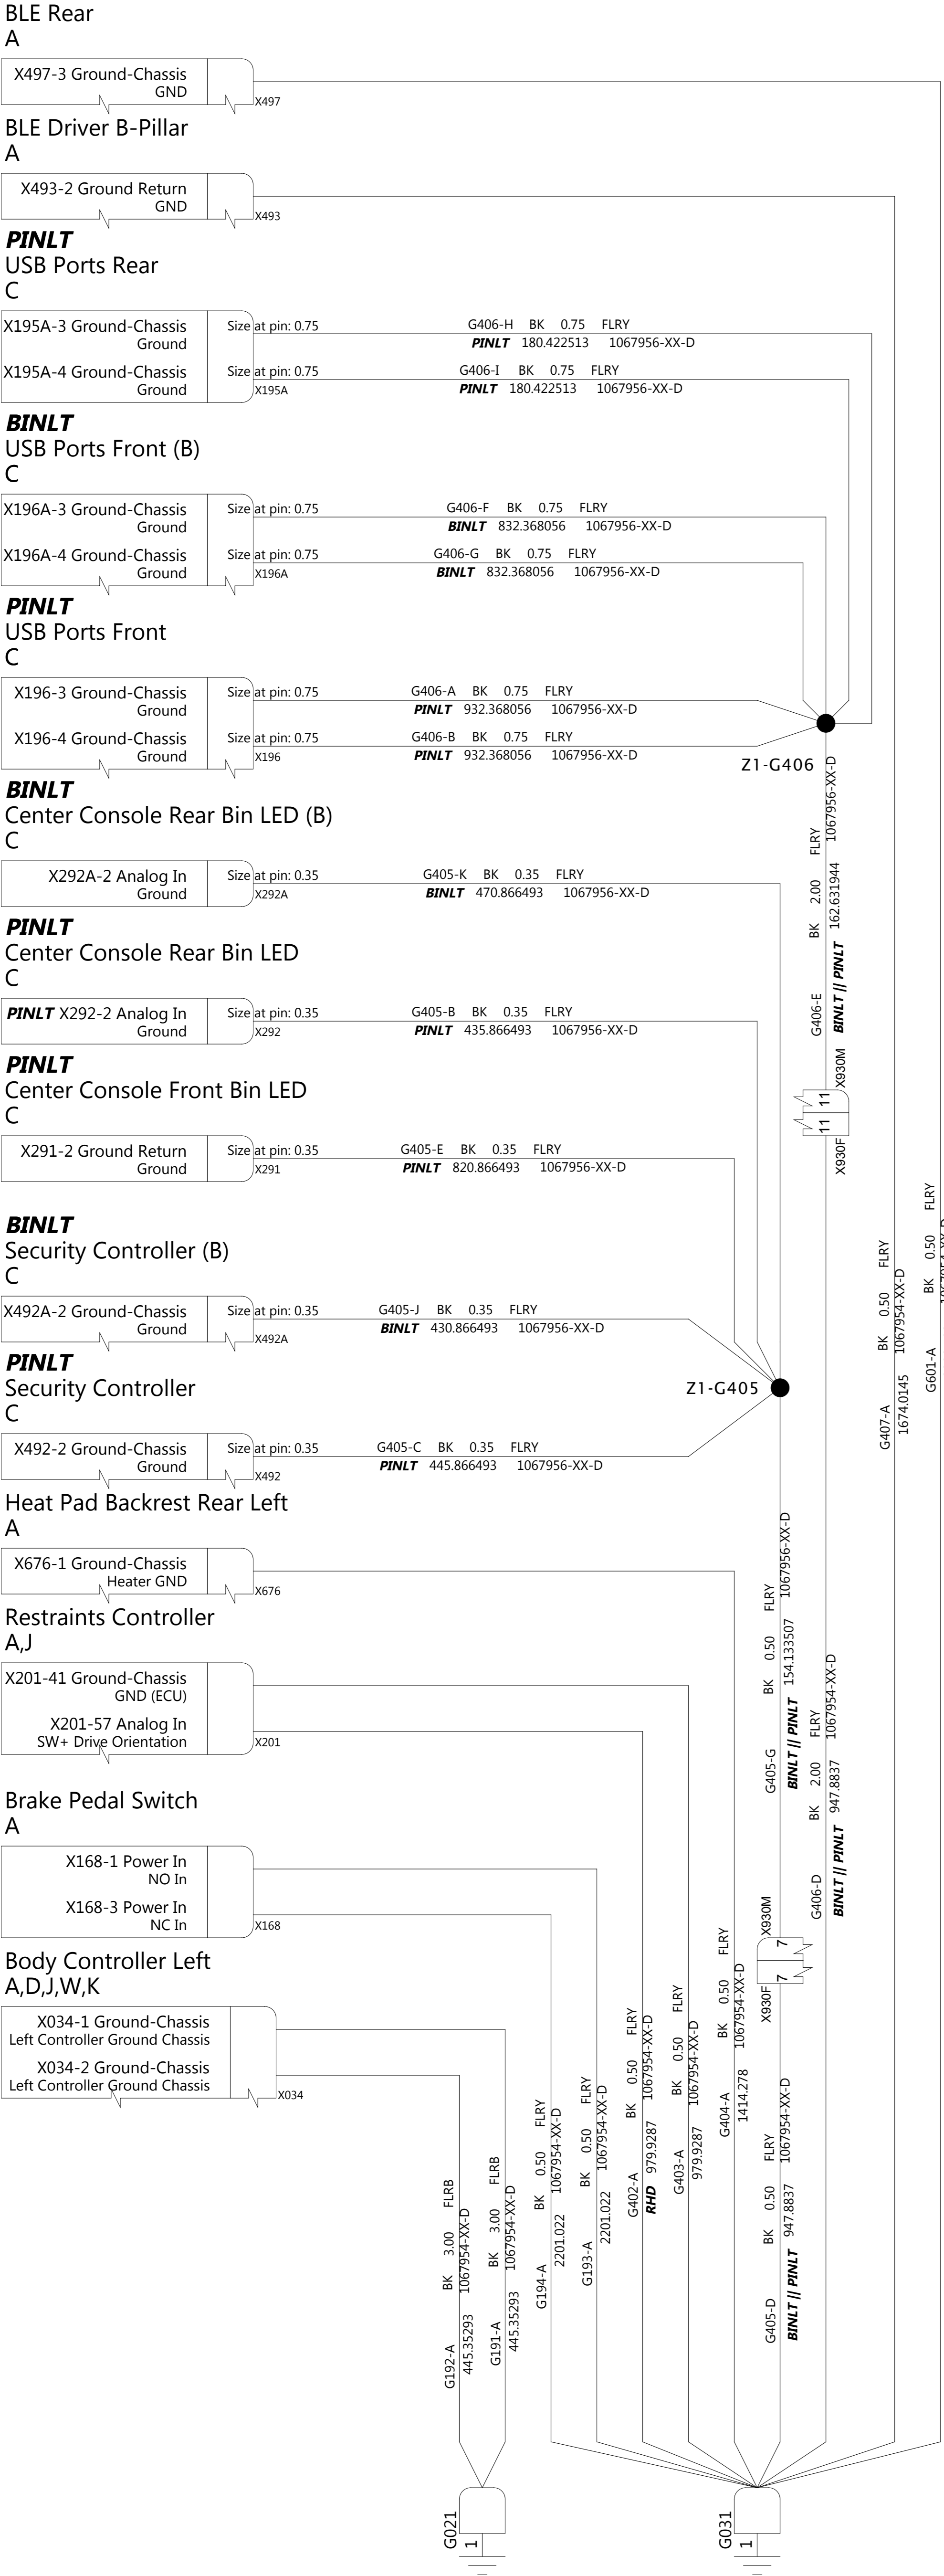 BLE Rear
A
X497-3 Ground-Chassis
GND
X497
BLE Driver B-Pillar
A
X493-2 Ground Return
GND
X493
PINLT
USB Ports Rear
C
X195A-3 Ground-Chassis
Ground
Size at pin: 0.75
G406-H BK 0.75 FLRY
PINLT 180.422513 1067956-XX-D
X195A-4 Ground-Chassis
Ground
Size at pin: 0.75
X195A
G406-I BK 0.75 FLRY
PINLT 180.422513 1067956-XX-D
BINLT
USB Ports Front (B)
C
X196A-3 Ground-Chassis
Ground
Size at pin: 0.75
G406-F BK 0.75 FLRY
BINLT 832.368056 1067956-XX-D
X196A-4 Ground-Chassis
Ground
Size at pin: 0.75
X196A
G406-G BK 0.75 FLRY
BINLT 832.368056 1067956-XX-D
PINLT
USB Ports Front
C
X196-3 Ground-Chassis
Ground
Size at pin: 0.75
G406-A BK 0.75 FLRY
PINLT 932.368056 1067956-XX-D
X196-4 Ground-Chassis
Ground
Size at pin: 0.75
X196
G406-B BK 0.75 FLRY
PINLT 932.368056 1067956-XX-D
Z1-G406
BINLT
Center Console Rear Bin LED (B)
C
X292A-2 Analog In
Ground
Size at pin: 0.35
X292A
G405-K BK 0.35 FLRY
BINLT 470.866493 1067956-XX-D
G406-E BK 2.00 FLRY
BINLT || PINLT 162.631944 1067956-XX-D
PINLT
Center Console Rear Bin LED
C
PINLT X292-2 Analog In
Ground
Size at pin: 0.35
X292
G405-B BK 0.35 FLRY
PINLT 435.866493 1067956-XX-D
PINLT
Center Console Front Bin LED
C
X930M
11
11
X930F
X291-2 Ground Return
Ground
Size at pin: 0.35
X291
G405-E BK 0.35 FLRY
PINLT 820.866493 1067956-XX-D
BINLT
Security Controller (B)
C
X492A-2 Ground-Chassis
Ground
Size at pin: 0.35
X492A
G405-J BK 0.35 FLRY
BINLT 430.866493 1067956-XX-D
G407-A BK 0.50 FLRY
1674.0145 1067954-XX-D
G601-A BK 0.50 FLRY
PINLT
Security Controller
C
Z1-G405
X492-2 Ground-Chassis
Ground
Size at pin: 0.35
X492
G405-C BK 0.35 FLRY
PINLT 445.866493 1067956-XX-D
Heat Pad Backrest Rear Left
A
X676-1 Ground-Chassis
Heater GND
X676
Restraints Controller
A,J
X201-41 Ground-Chassis
GND (ECU)
X201-57 Analog In
SW+ Drive Orientation
X201
G405-G BK 0.50 FLRY
BINLT || PINLT 154.133507 1067956-XX-D
G406-D BK 2.00 FLRY
BINLT || PINLT 947.8837 1067954-XX-D
Brake Pedal Switch
A
X168-1 Power In
NO In
X168-3 Power In
NC In
X168
X930M
7
7
X930F
Body Controller Left
A,D,J,W,K
X034-1 Ground-Chassis
Left Controller Ground Chassis
X034-2 Ground-Chassis
Left Controller Ground Chassis
X034
G192-A BK 3.00 FLRB
445.35293 1067954-XX-D
G191-A BK 3.00 FLRB
445.35293 1067954-XX-D
G194-A BK 0.50 FLRY
2201.022 1067954-XX-D
G193-A BK 0.50 FLRY
2201.022 1067954-XX-D
G402-A BK 0.50 FLRY
RHD 979.9287 1067954-XX-D
G403-A BK 0.50 FLRY
979.9287 1067954-XX-D
G404-A BK 0.50 FLRY
1414.278 1067954-XX-D
G405-D BK 0.50 FLRY
BINLT || PINLT 947.8837 1067954-XX-D
G021
1
G031
1